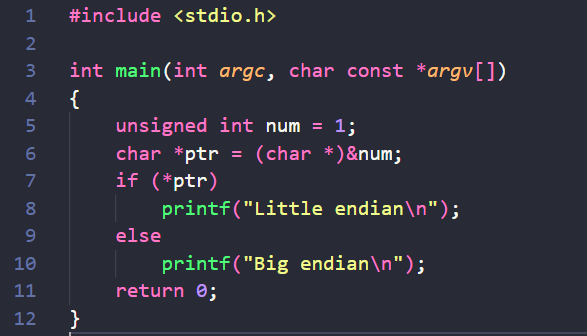 1 #include <stdio.h>
2
3 int main(int argc, char const *argv[])
4 {
5     unsigned int num = 1;
6     char *ptr = (char *)&num;
7     if (*ptr)
8         printf("Little endian\n");
9     else
10         printf("Big endian\n");
11     return 0;
12 }